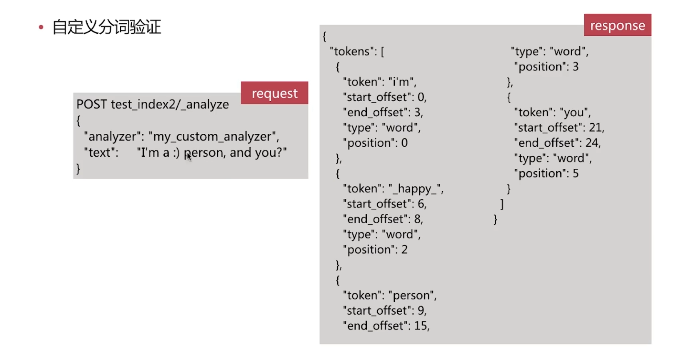 • 自定义分词验证
request
POST test_index2/_analyze
{
"analyzer": "my_custom_analyzer",
"text": "I'm a :) person, and you?"
}
response
{
"tokens": [
{
"token": "i'm",
"start_offset": 0,
"end_offset": 3,
"type": "word",
"position": 0
},
{
"token": "_happy_",
"start_offset": 6,
"end_offset": 8,
"type": "word",
"position": 2
},
{
"token": "person",
"start_offset": 9,
"end_offset": 15,
"type": "word",
"position": 3
},
{
"token": "you",
"start_offset": 21,
"end_offset": 24,
"type": "word",
"position": 5
}
]
}